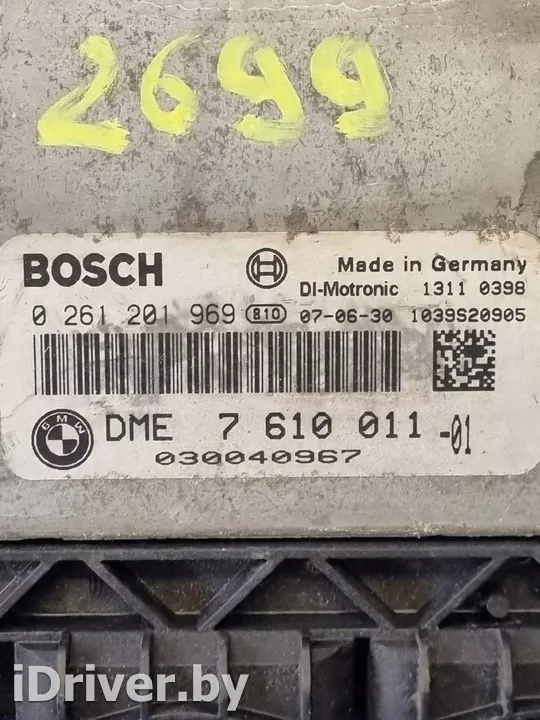 2699
BOSCH Made in Germany
DI-Motronic 1311 0398
0 261 201 969 810 07-06-30 1039S20905
BMW DME 7 610 011 -01
030040967
iDriver.by